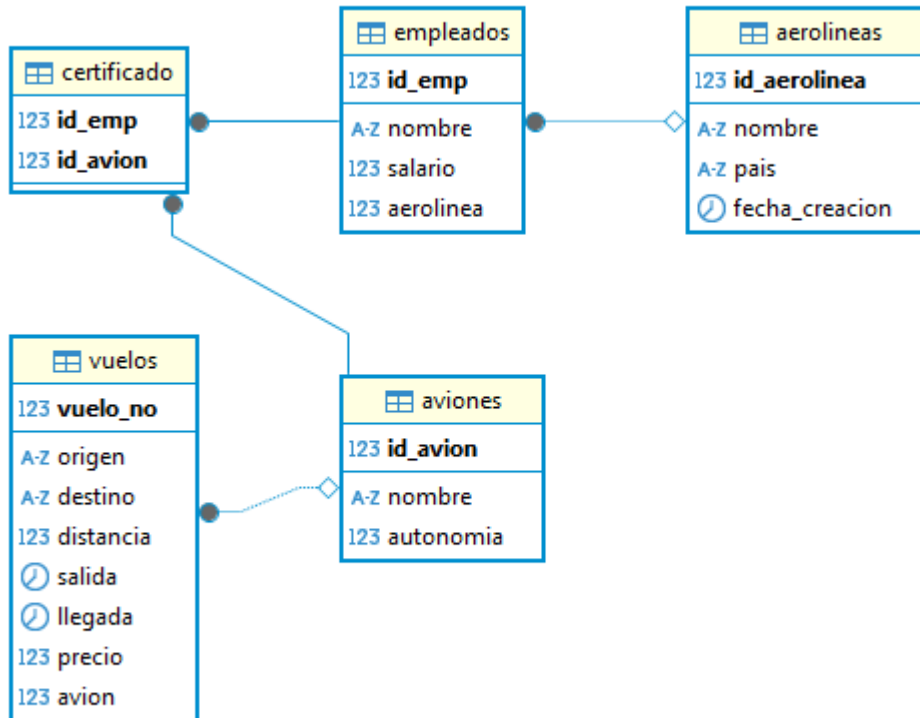 certificado
123 id_emp
123 id_avion
empleados
123 id_emp
A-Z nombre
123 salario
123 aerolinea
aerolineas
123 id_aerolinea
A-Z nombre
A-Z pais
fecha_creacion
vuelos
123 vuelo_no
A-Z origen
A-Z destino
123 distancia
salida
llegada
123 precio
123 avion
aviones
123 id_avion
A-Z nombre
123 autonomia